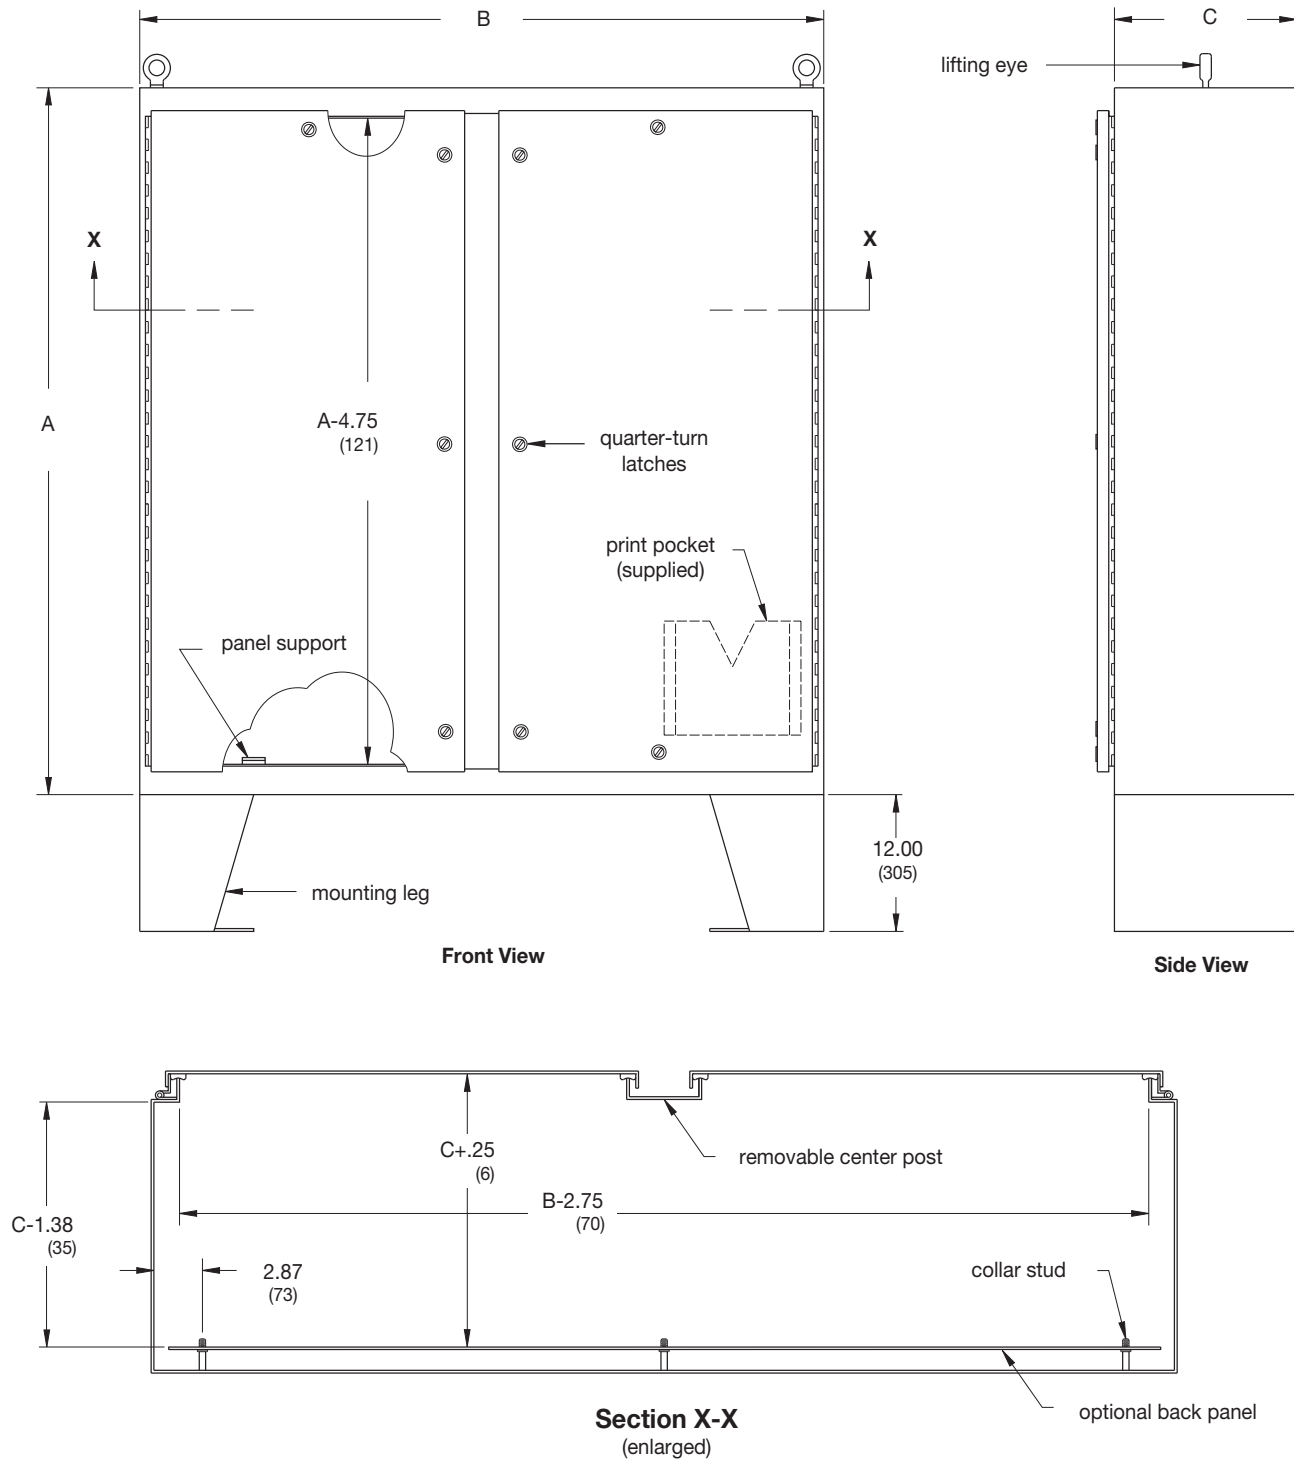 B
C
lifting eye
X
X
A
A-4.75
(121)
quarter-turn
latches
print pocket
(supplied)
panel support
12.00
(305)
mounting leg
Front View
Side View
C+.25
(6)
removable center post
B-2.75
(70)
C-1.38
(35)
2.87
(73)
collar stud
optional back panel
Section X-X
(enlarged)